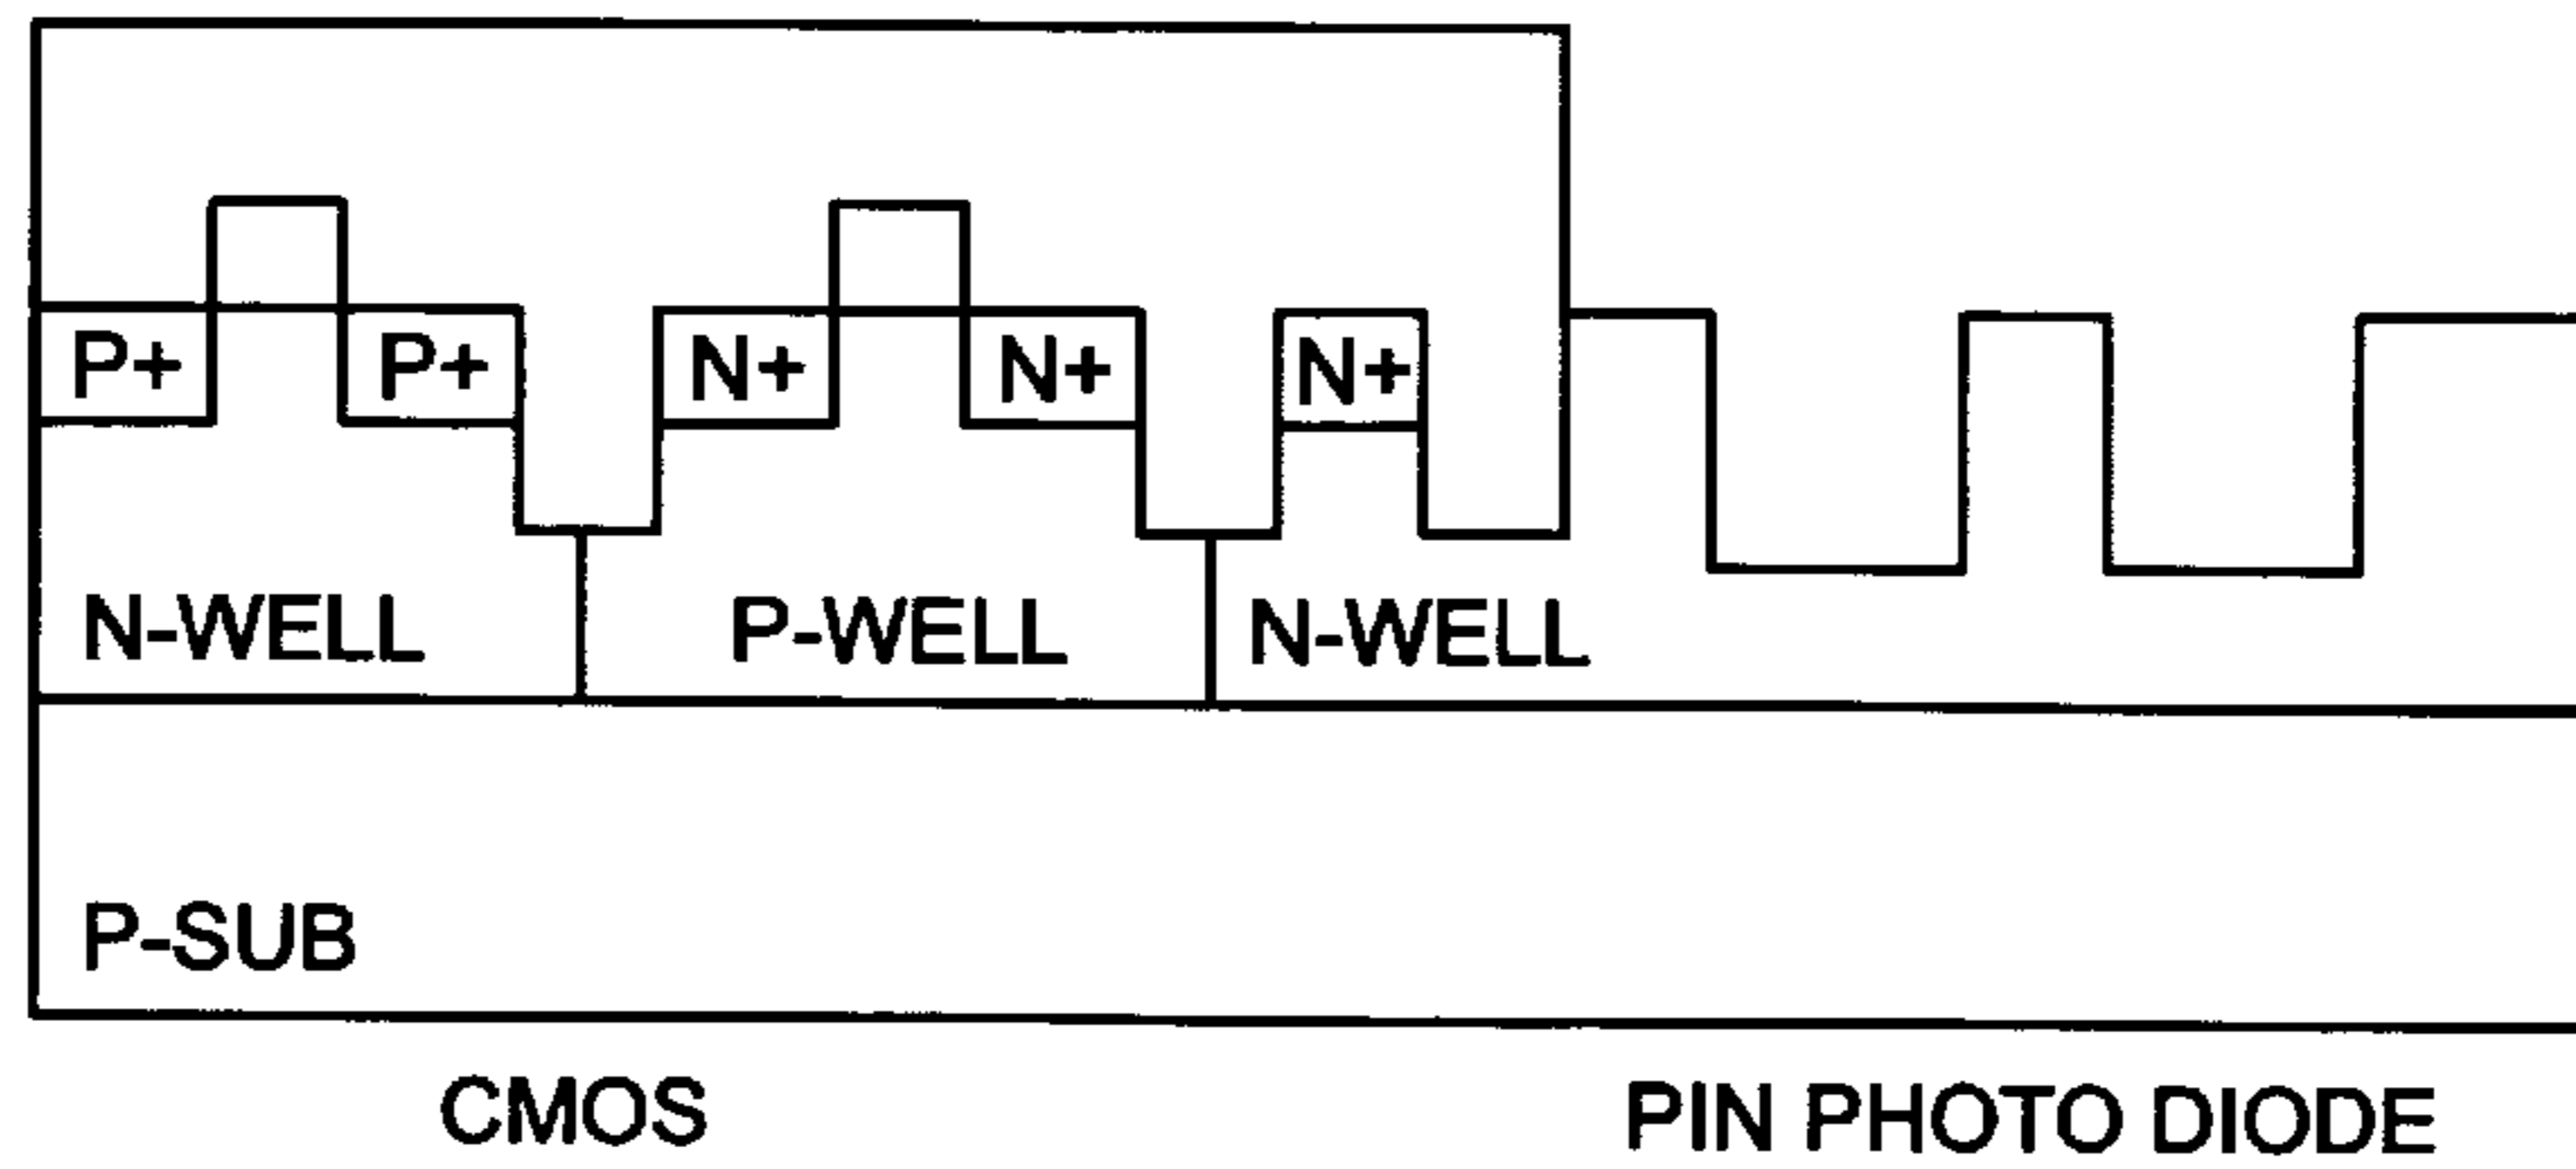 P+ P+ N+ N+ N+
N-WELL P-WELL N-WELL
P-SUB
CMOS PIN PHOTO DIODE